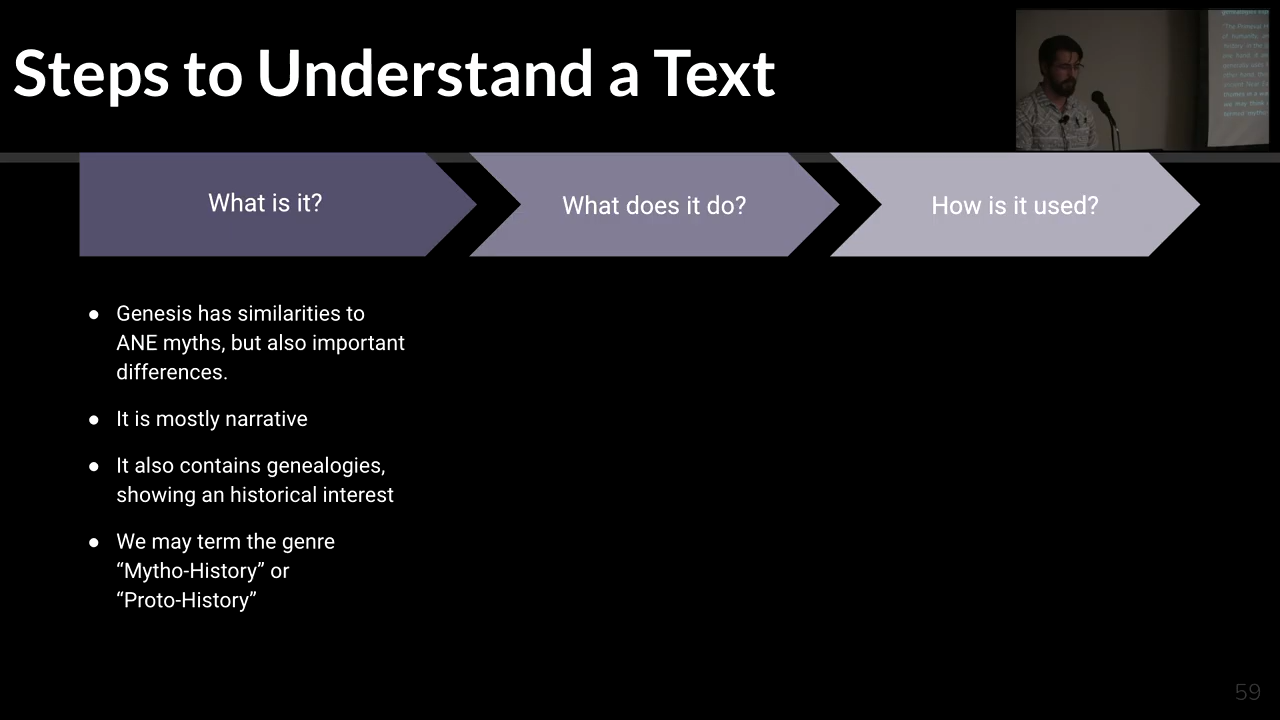 Steps to Understand a Text
What is it?
What does it do?
How is it used?
● Genesis has similarities to
ANE myths, but also important
differences.
● It is mostly narrative
● It also contains genealogies,
showing an historical interest
● We may term the genre
“Mytho-History” or
“Proto-History”
59